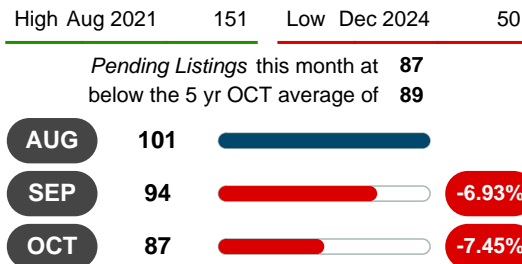 High Aug 2021 151 Low Dec 2024 50
Pending Listings this month at 87
below the 5 yr OCT average of 89
AUG 101
SEP 94 -6.93%
OCT 87 -7.45%